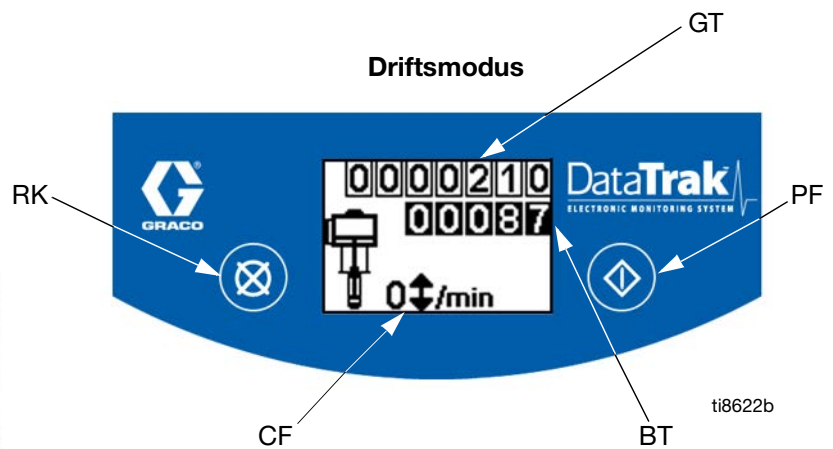 GT
Driftsmodus
0000210
DataTrak
ELECTRONIC MONITORING SYSTEM
GRACO
RK
PF
00087
0 /min
ti8622b
CF
BT